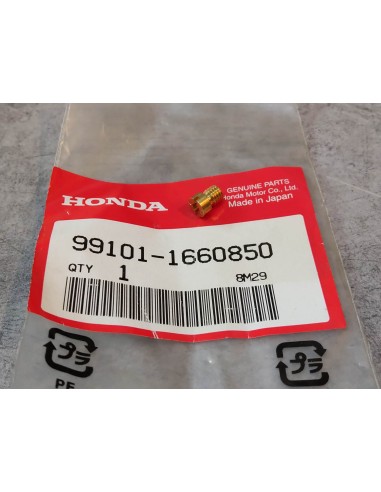 HONDA
GENUINE PARTS
Honda Motor Co., Ltd.
Made in Japan
99101-1660850
QTY 1
8M29
プラ
PE
プラ